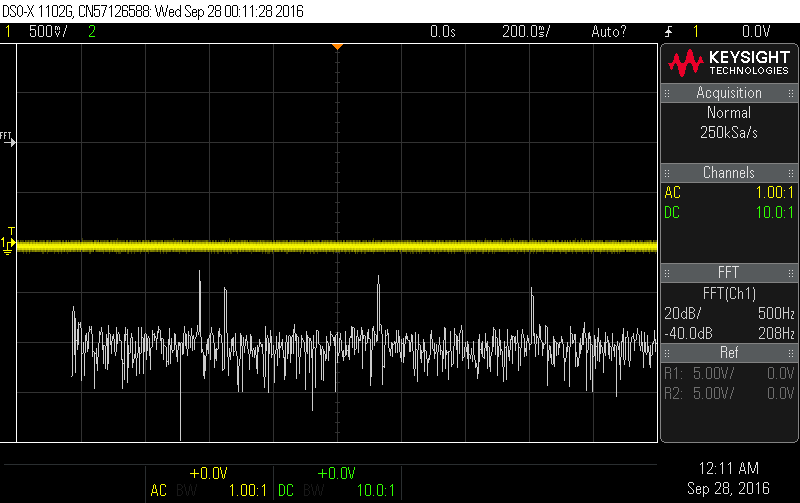 DSO-X 1102G, CN57126588: Wed Sep 28 00:11:28 2016
1 500mV/ 2 0.0s 200.0ms/ Auto? 1 0.0V
KEYSIGHT
TECHNOLOGIES
Acquisition
Normal
250kSa/s
FFT
Channels
AC 1.00:1
DC 10.0:1
T
1
FFT
FFT(Ch1)
20dB/ 500Hz
-40.0dB 208Hz
Ref
R1: 5.00V/ 0.0V
R2: 5.00V/ 0.0V
+0.0V +0.0V
AC BW 1.00:1 DC BW 10.0:1
12:11 AM
Sep 28, 2016